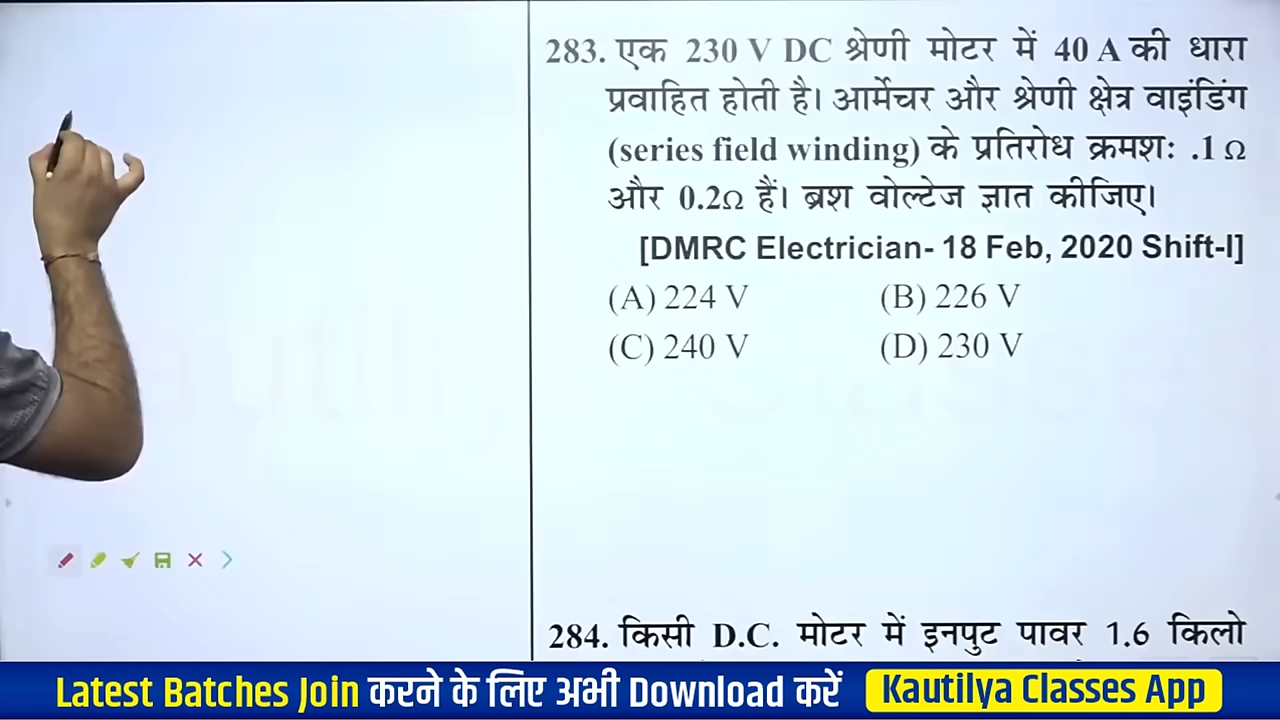 283. एक 230 V DC श्रेणी मोटर में 40 A की धारा
प्रवाहित होती है। आर्मेचर और श्रेणी क्षेत्र वाइंडिंग
(series field winding) के प्रतिरोध क्रमशः .1 Ω
और 0.2Ω हैं। ब्रश वोल्टेज ज्ञात कीजिए।
[DMRC Electrician- 18 Feb, 2020 Shift-I]
(A) 224 V (B) 226 V
(C) 240 V (D) 230 V
284. किसी D.C. मोटर में इनपुट पावर 1.6 किलो
Latest Batches Join करने के लिए अभी Download करें Kautilya Classes App